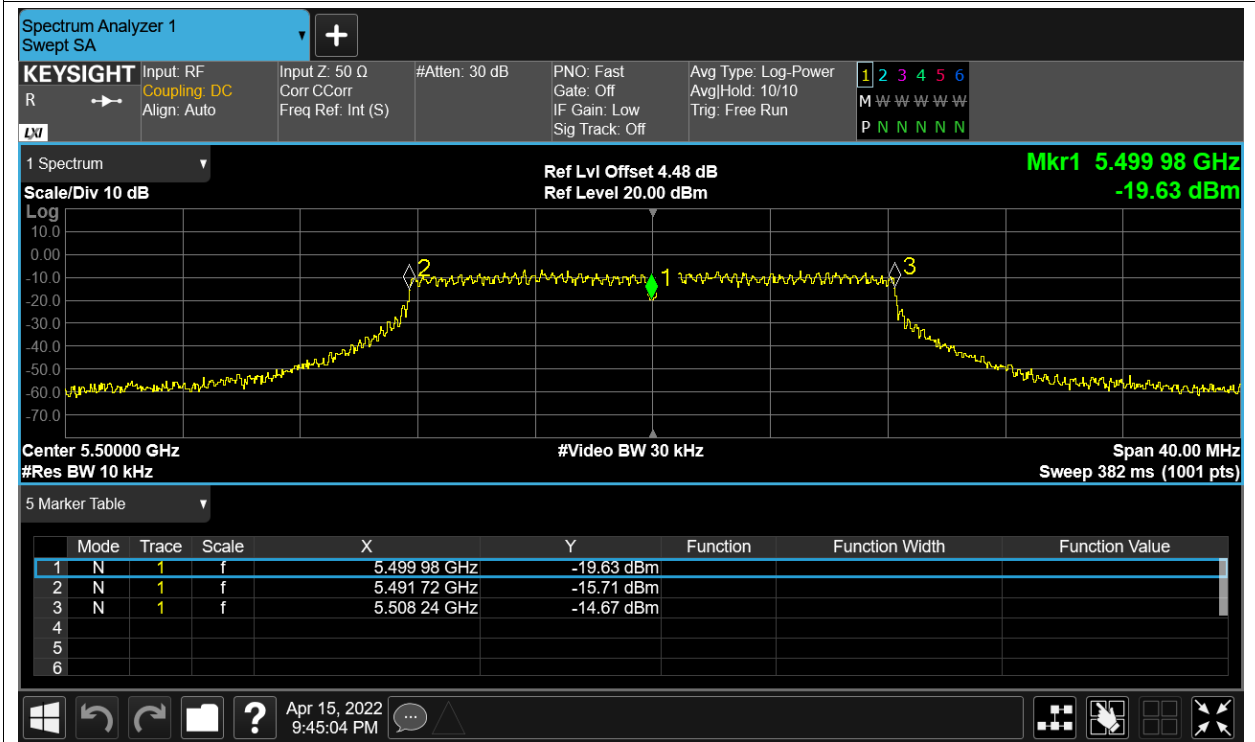 Spectrum Analyzer 1
Swept SA
+
KEYSIGHT
R
LXI
Input: RF
Coupling: DC
Align: Auto
Input Z: 50 Ω
Corr CCorr
Freq Ref: Int (S)
#Atten: 30 dB
PNO: Fast
Gate: Off
IF Gain: Low
Sig Track: Off
Avg Type: Log-Power
Avg|Hold: 10/10
Trig: Free Run
1 2 3 4 5 6
M W W W W W
P N N N N N
1 Spectrum
Scale/Div 10 dB
Ref Lvl Offset 4.48 dB
Ref Level 20.00 dBm
Mkr1 5.499 98 GHz
-19.63 dBm
Log
10.0
0.00
-10.0
-20.0
-30.0
-40.0
-50.0
-60.0
-70.0
2
1
3
Center 5.50000 GHz
#Video BW 30 kHz
Span 40.00 MHz
#Res BW 10 kHz
Sweep 382 ms (1001 pts)
5 Marker Table
Mode Trace Scale X Y Function Function Width Function Value
1 N 1 f 5.499 98 GHz -19.63 dBm
2 N 1 f 5.491 72 GHz -15.71 dBm
3 N 1 f 5.508 24 GHz -14.67 dBm
4
5
6
?
Apr 15, 2022
9:45:04 PM